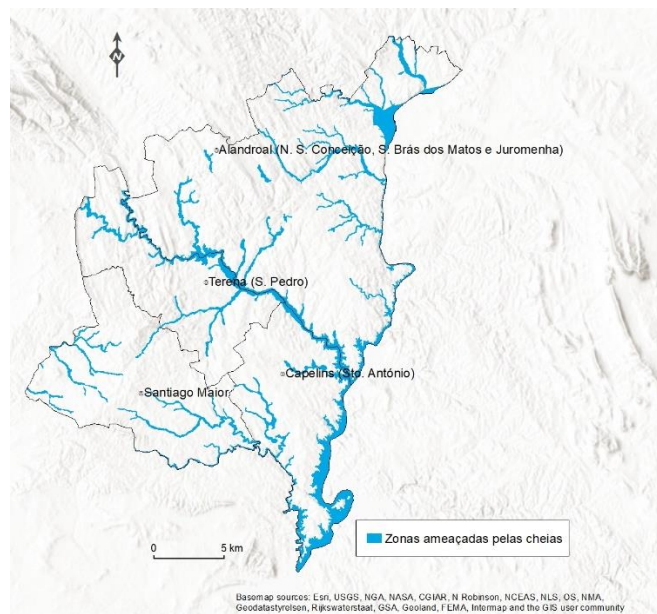 N
Alandroal (N. S. Conceição, S. Brás dos Matos e Juromenha)
Terena (S. Pedro)
Capelins (Sto. António)
Santiago Maior
Zonas ameaçadas pelas cheias
0 5 km
Basemap sources: Esri, USGS, NGA, NASA, CGIAR, N Robinson, NCEAS, NLS, OS, NMA,
Geodatastyrelsen, Rijkswaterstaat, GSA, Geoland, FEMA, Intermap and the GIS user community